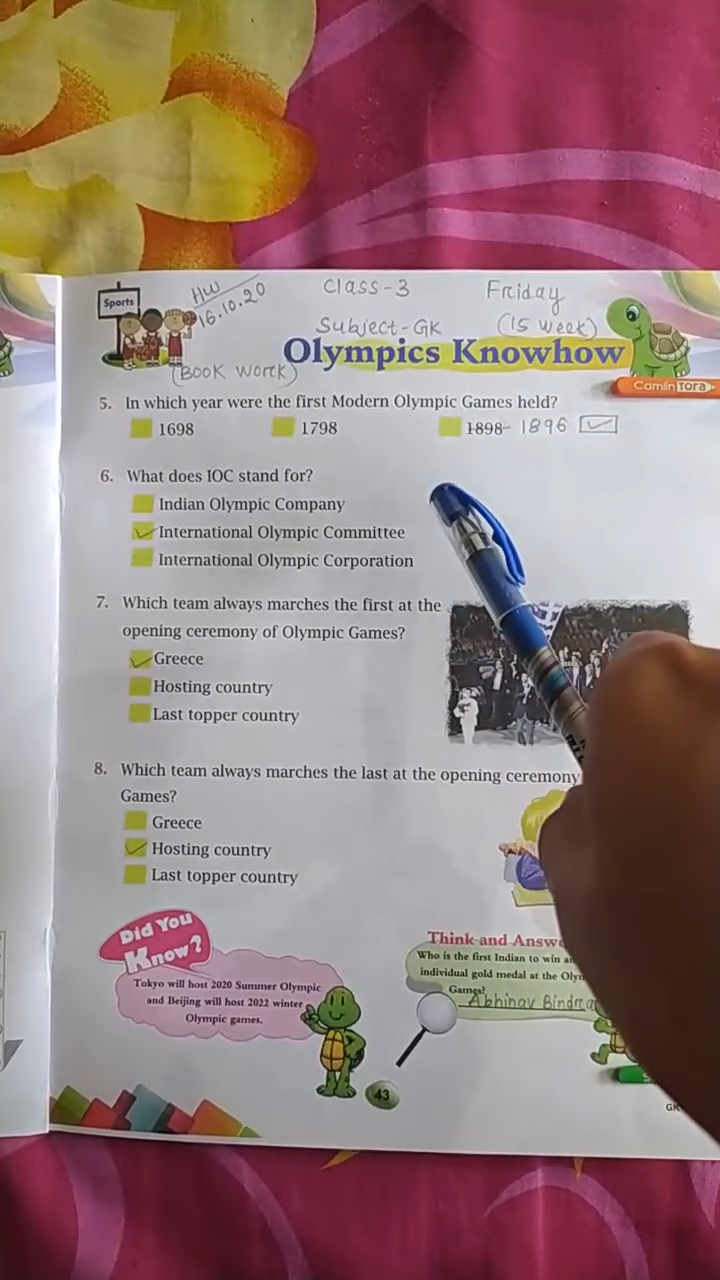 Sports
HW
16.10.20
Class-3
Friday
Subject-GK
(15 week)
(BOOK WORK)
Olympics Knowhow
Camlin TORA
5. In which year were the first Modern Olympic Games held?
1698
1798
1898- 1896
6. What does IOC stand for?
Indian Olympic Company
International Olympic Committee
International Olympic Corporation
7. Which team always marches the first at the
opening ceremony of Olympic Games?
Greece
Hosting country
Last topper country
8. Which team always marches the last at the opening ceremony
Games?
Greece
Hosting country
Last topper country
Did You
Know?
Tokyo will host 2020 Summer Olympic
and Beijing will host 2022 winter
Olympic games.
Think and Answe
Who is the first Indian to win an
individual gold medal at the Olyn
Games?
Abhinav Bindra
43
GK